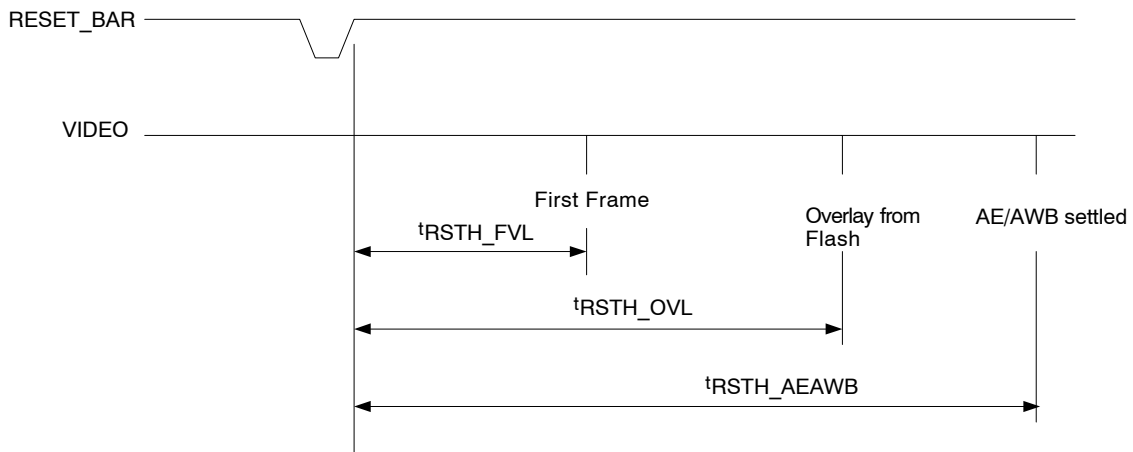 RESET_BAR
VIDEO
First Frame
Overlay from
Flash
AE/AWB settled
tRSTH_FVL
tRSTH_OVL
tRSTH_AEAWB